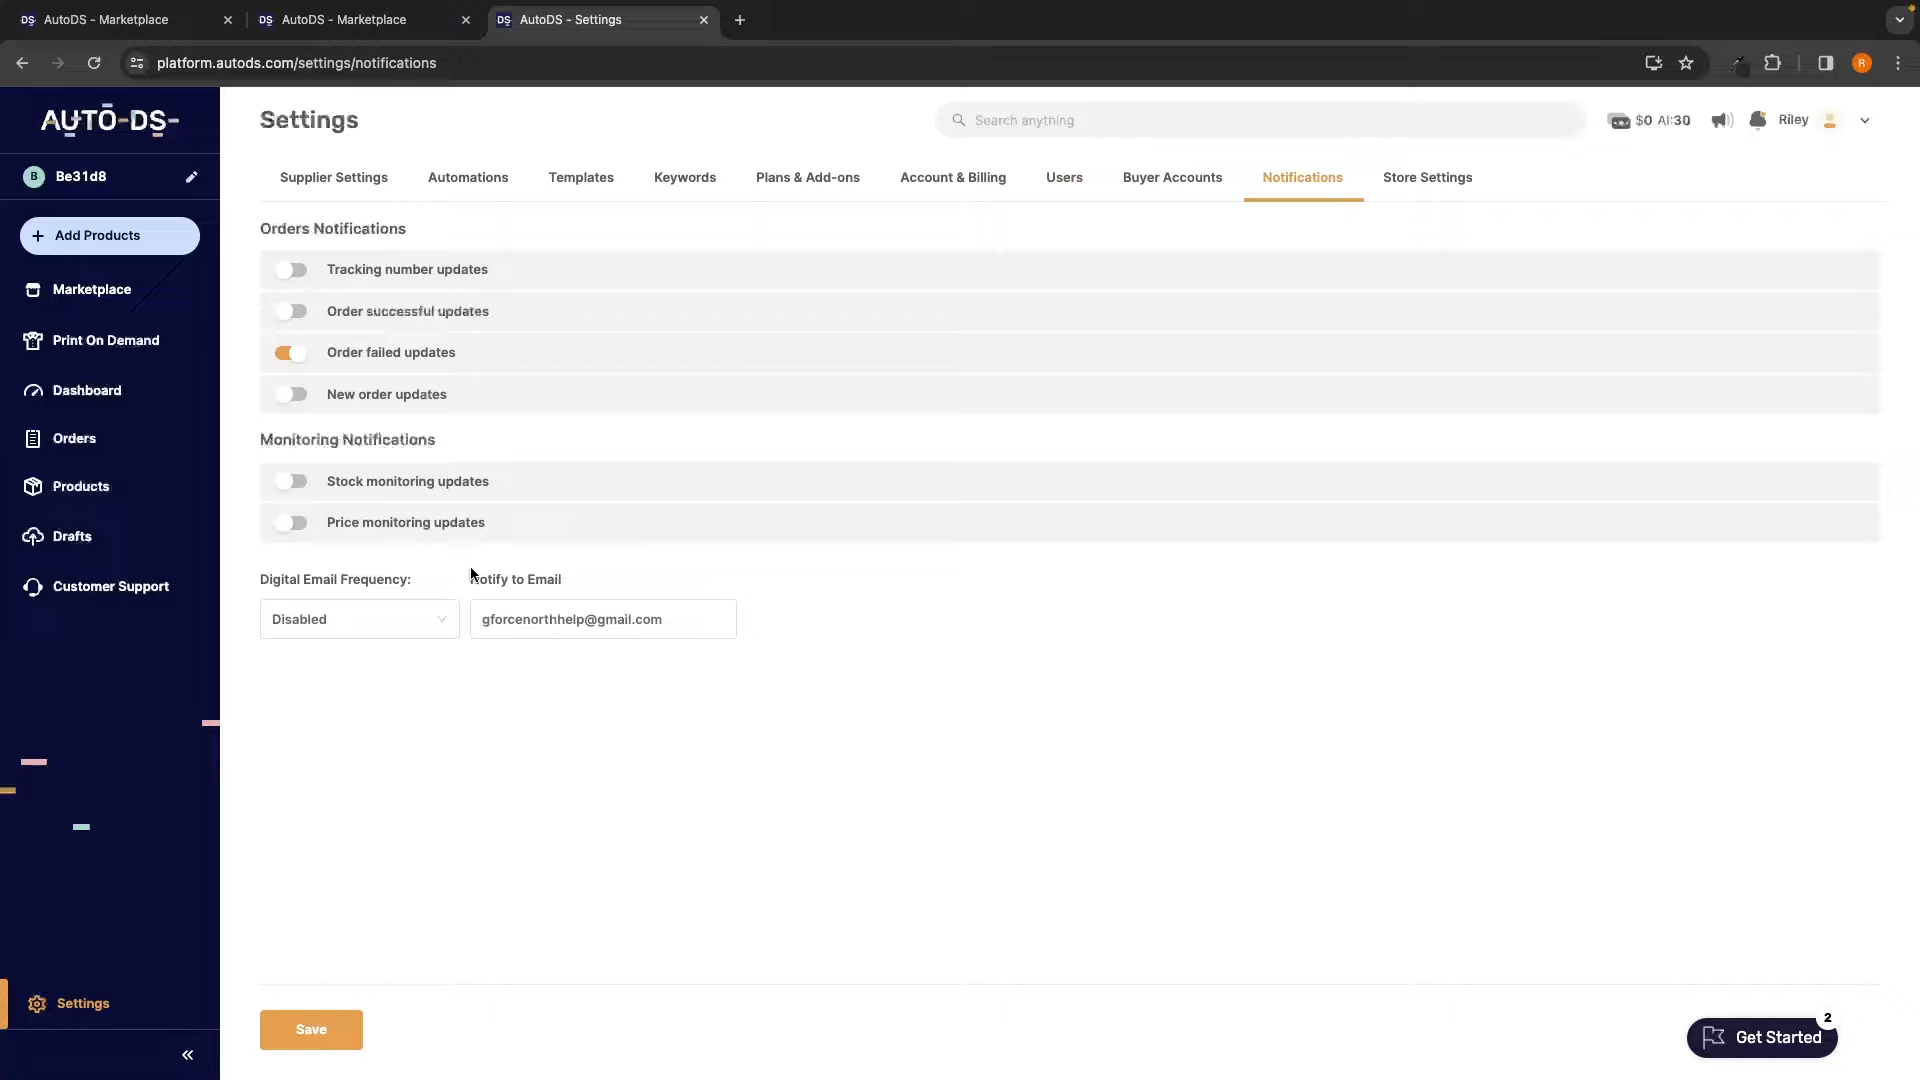 AutoDS - Marketplace
AutoDS - Marketplace
AutoDS - Settings
platform.autods.com/settings/notifications
R
AUTO-DS-
Settings
Search anything
$0 AI:30
Riley
B Be31d8
Supplier Settings
Automations
Templates
Keywords
Plans & Add-ons
Account & Billing
Users
Buyer Accounts
Notifications
Store Settings
+ Add Products
Marketplace
Print On Demand
Dashboard
Orders
Products
Drafts
Customer Support
Settings
Orders Notifications
Tracking number updates
Order successful updates
Order failed updates
New order updates
Monitoring Notifications
Stock monitoring updates
Price monitoring updates
Digital Email Frequency:
Notify to Email
Disabled
gforcenorthhelp@gmail.com
Save
2
Get Started